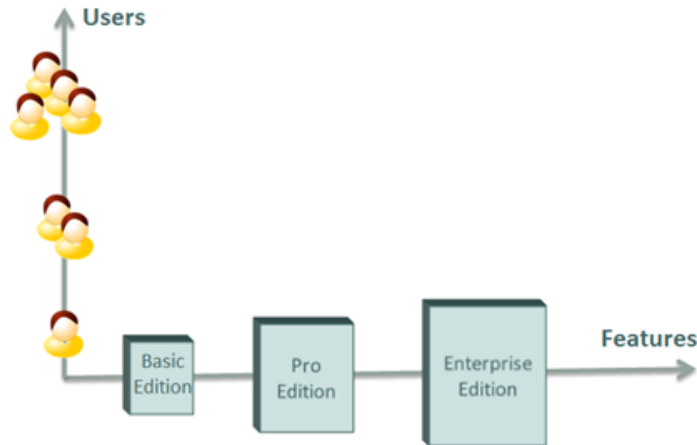 Users
Basic
Edition
Pro
Edition
Enterprise
Edition
Features